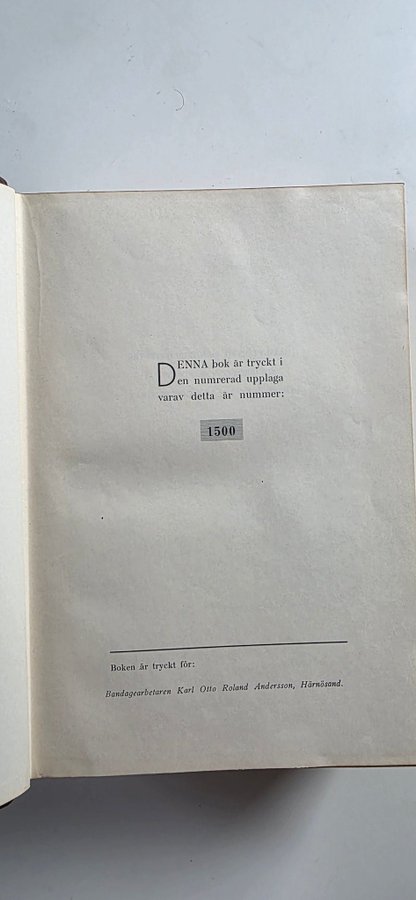 DENNA bok är tryckt i
en numrerad upplaga
varav detta är nummer:
1500
Boken är tryckt för:
Bandagearbetaren Karl Otto Roland Andersson, Härnösand.